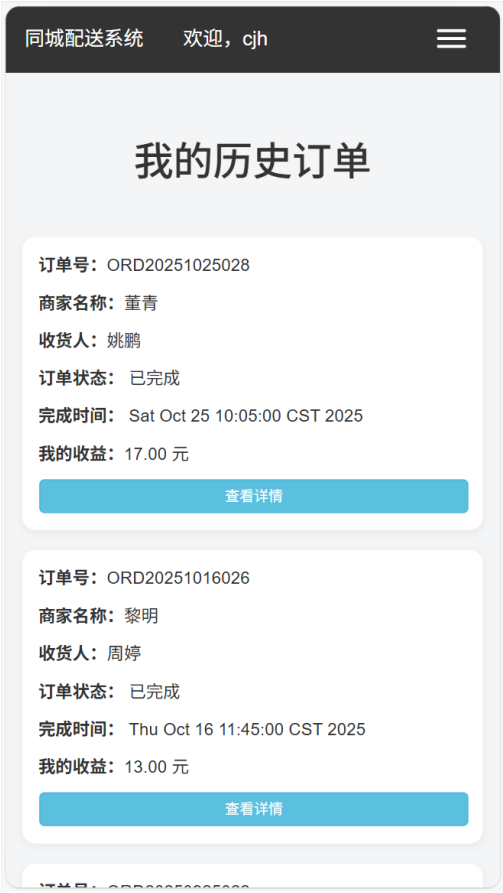 同城配送系统 欢迎，cjh
我的历史订单
订单号：ORD20251025028
商家名称：董青
收货人：姚鹏
订单状态： 已完成
完成时间： Sat Oct 25 10:05:00 CST 2025
我的收益：17.00 元
查看详情
订单号：ORD20251016026
商家名称：黎明
收货人：周婷
订单状态： 已完成
完成时间： Thu Oct 16 11:45:00 CST 2025
我的收益：13.00 元
查看详情